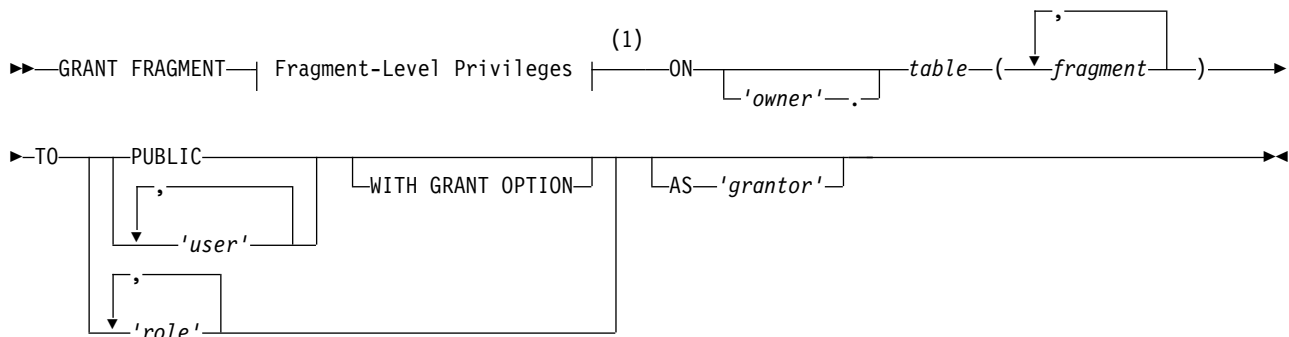 (1)
,
GRANT FRAGMENT Fragment-Level Privileges ON table ( fragment )
'owner' .
TO PUBLIC
WITH GRANT OPTION AS 'grantor'
,
'user'
,
'role'